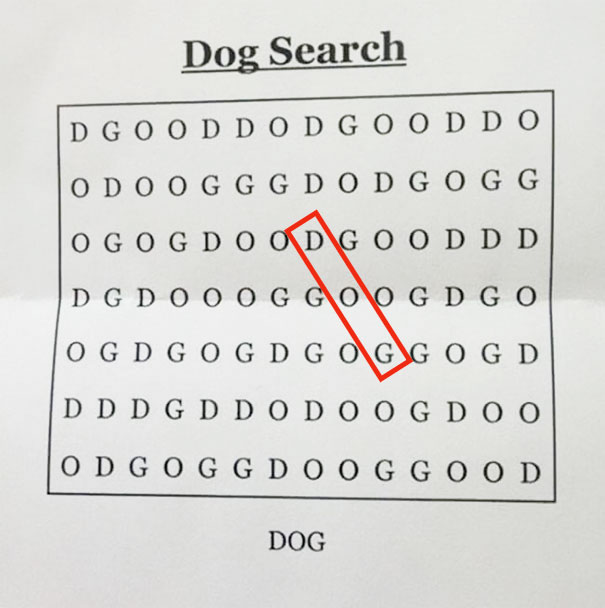 Dog Search
D G O O D D O D G O O D D O
O D O O G G G D O D G O G G
O G O G D O O D G O O D D D
D G D O O O G G O O G D G O
O G D G O G D G O G G O G D
D D D G D D O D O O G D O O
O D G O G G D O O G G O O D
DOG